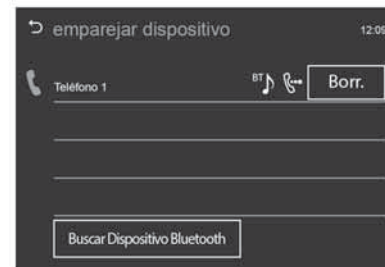 emparejar dispositivo 12:09
Teléfono 1 BT Borr.
Buscar Dispositivo Bluetooth